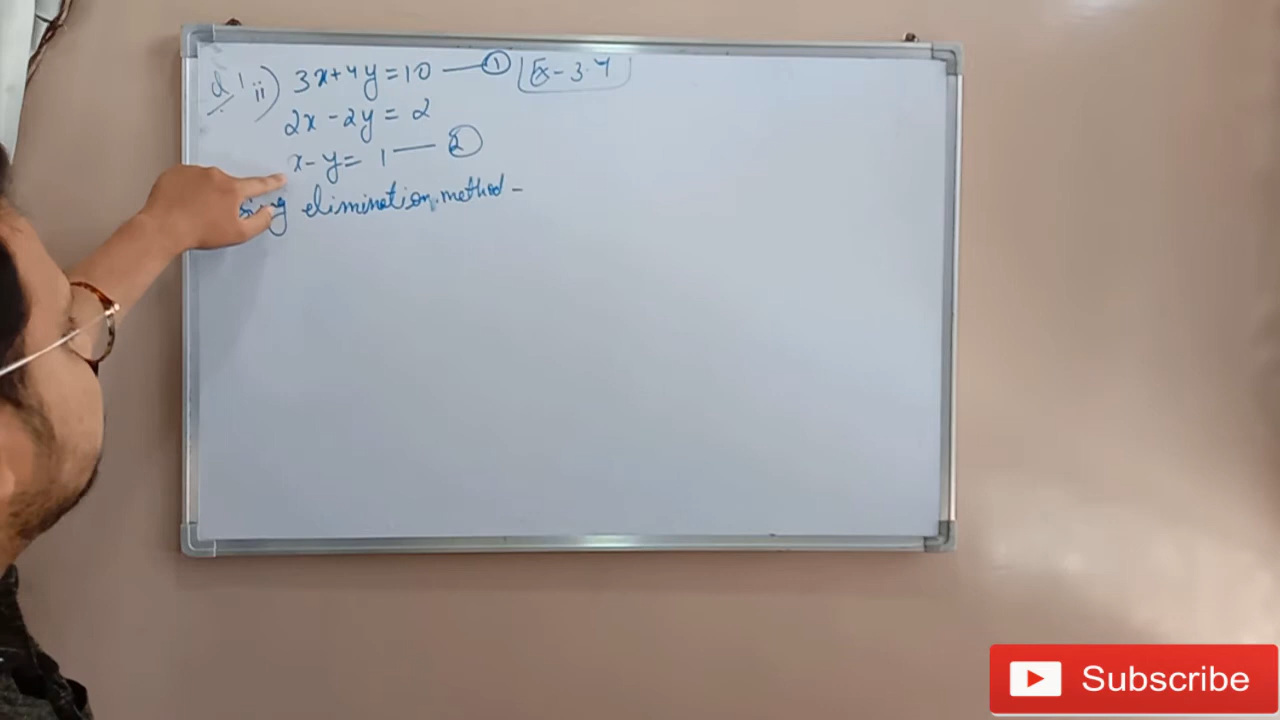 ii) 3x+4y=10 —— ① Ex-3.4
2x-2y= 2
x-y= 1 —— ②
elimination method -
Subscribe